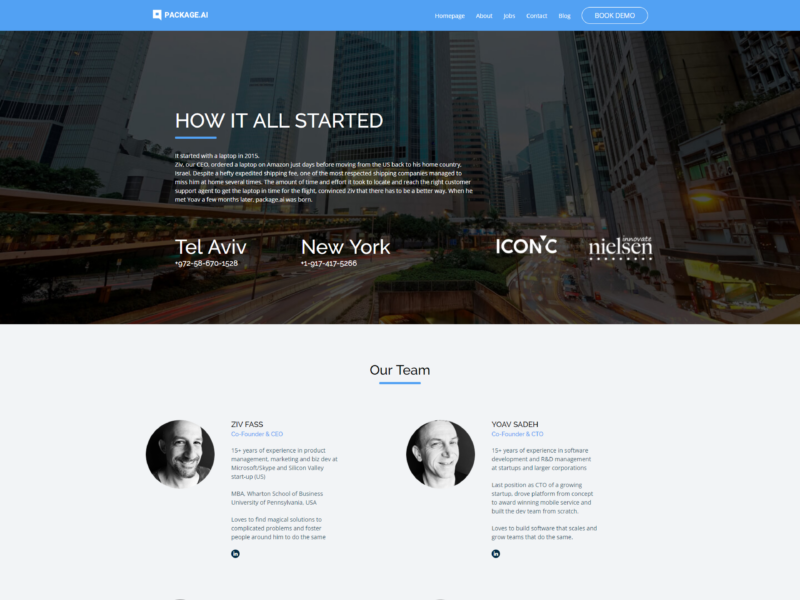 PACKAGE.AI
Homepage
About
Jobs
Contact
Blog
BOOK DEMO
HOW IT ALL STARTED
It started with a laptop in 2015.
Ziv, our CEO, ordered a laptop on Amazon just days before moving from the US back to his home country,
Israel. Despite a hefty expedited shipping fee, one of the most respected shipping companies managed to
miss him at home several times. The amount of time and effort it took to locate and reach the right customer
support agent to get the laptop in time for the flight, convinced Ziv that there has to be a better way. When he
met Yoav a few months later, package.ai was born.
Tel Aviv
+972-58-670-1528
New York
+1-917-417-5266
ICONYC
innovate
nielsen
Our Team
ZIV FASS
Co-Founder & CEO
15+ years of experience in product
management, marketing and biz dev at
Microsoft/Skype and Silicon Valley
start-up (US)
MBA, Wharton School of Business
University of Pennsylvania, USA
Loves to find magical solutions to
complicated problems and foster
people around him to do the same
in
YOAV SADEH
Co-Founder & CTO
15+ years of experience in software
development and R&D management
at startups and larger corporations
Last position as CTO of a growing
startup, drove platform from concept
to award winning mobile service and
built the dev team from scratch.
Loves to build software that scales and
grow teams that do the same.
in